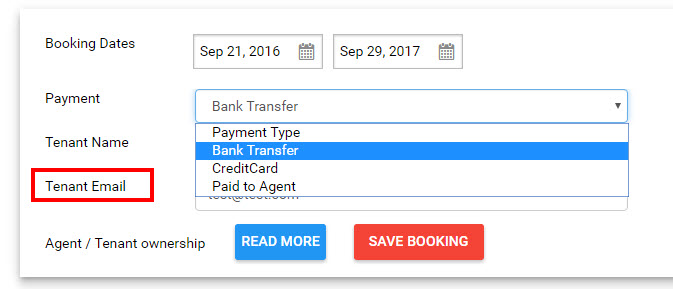 Booking Dates Sep 21, 2016 Sep 29, 2017
Payment Bank Transfer
Payment Type
Tenant Name
Bank Transfer
CreditCard
Tenant Email Paid to Agent
test@test.com
Agent / Tenant ownership READ MORE SAVE BOOKING